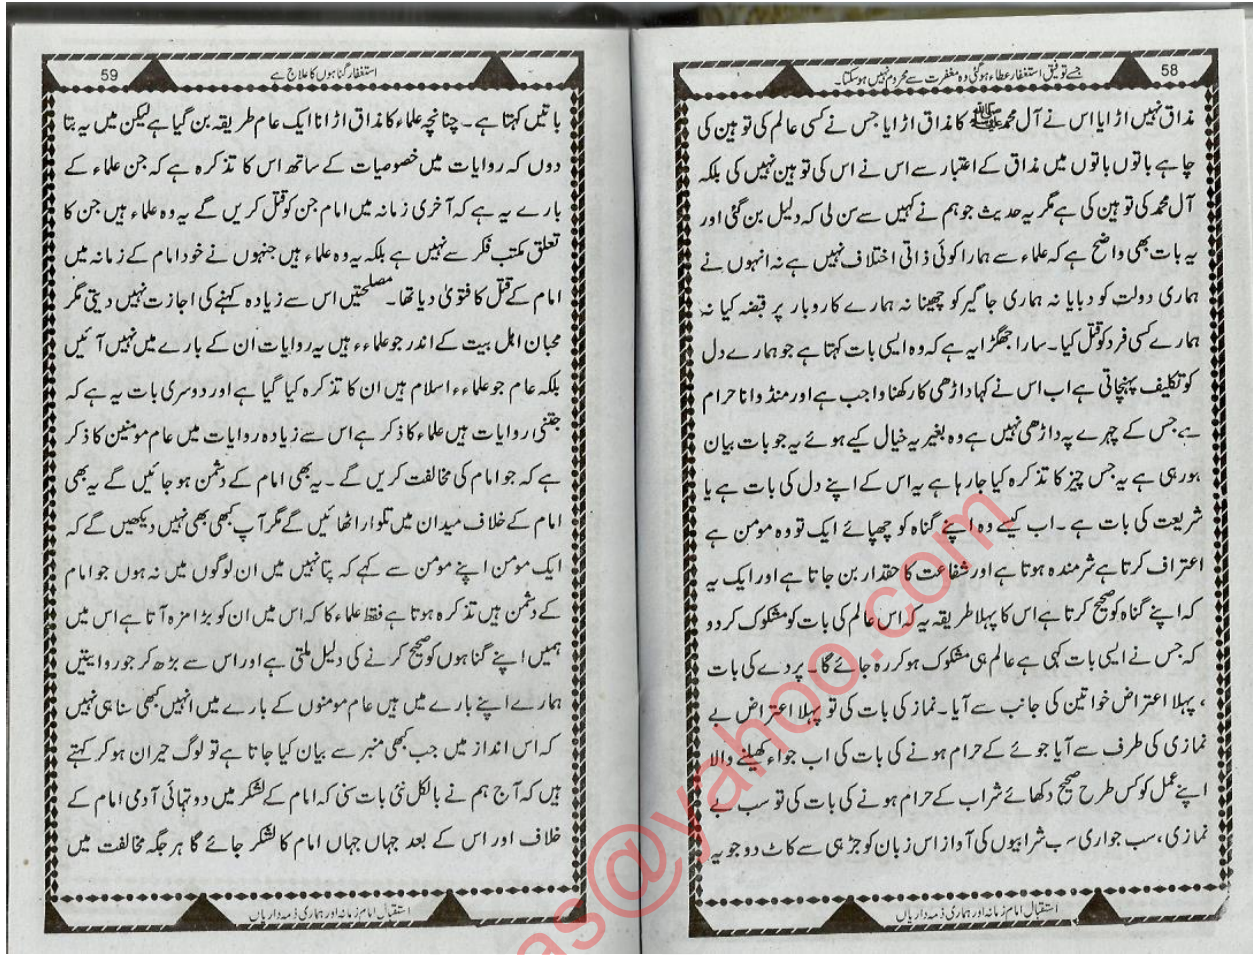 58
جسے توفیق استغفار عطاء ہوگئی وہ مغفرت سے محروم نہیں ہو سکتا۔
مذاق نہیں اڑایا اس نے آل محمد ﷺ کا مذاق اڑایا جس نے کسی عالم کی توہین کی
چاہے باتوں باتوں میں مذاق کے اعتبار سے اس نے اس کی توہین نہیں کی بلکہ
آل محمد کی توہین کی ہے مگر یہ حدیث جو ہم نے کہیں سے سن لی کہ دلیل بن گئی اور
یہ بات بھی واضح ہے کہ علماء سے ہمارا کوئی ذاتی اختلاف نہیں ہے نہ انہوں نے
ہماری دولت کو دبایا نہ ہماری جاگیر کو چھینا نہ ہمارے کاروبار پر قبضہ کیا نہ
ہمارے کسی فرد کو قتل کیا۔ سارا جھگڑا یہ ہے کہ وہ ایسی بات کہتا ہے جو ہمارے دل
کو تکلیف پہنچاتی ہے اب اس نے کہا داڑھی کا رکھنا واجب ہے اور منڈوانا حرام
ہے جس کے چہرے پہ داڑھی نہیں ہے وہ بغیر یہ خیال کیے ہوئے یہ جو بات بیان
ہو رہی ہے یہ جس چیز کا تذکرہ کیا جا رہا ہے یہ اس کے اپنے دل کی بات ہے یا
شریعت کی بات ہے۔ اب کیسے وہ اپنے گناہ کو چھپائے ایک تو وہ مومن ہے
اعتراف کرتا ہے شرمندہ ہوتا ہے اور شفاعت کا حقدار بن جاتا ہے اور ایک یہ
کہ اپنے گناہ کو صحیح کرتا ہے اس کا پہلا طریقہ یہ کہ اس عالم کی بات کو مشکوک کر دو
کہ جس نے ایسی بات کہی ہے عالم ہی مشکوک ہو کر رہ جائے گا۔ پردے کی بات
، پہلا اعتراض خواتین کی جانب سے آیا۔ نماز کی بات کی تو پہلا اعتراض بے
نمازی کی طرف سے آیا جوئے کے حرام ہونے کی بات کی اب جواء کھیلنے والا
اپنے عمل کو کس طرح صحیح دکھائے شراب کے حرام ہونے کی بات کی تو سب بے
نمازی، سب جواری سب شرابیوں کی آواز اس زبان کو جڑ ہی سے کاٹ دو جو یہ
استقبال امام زمانہ اور ہماری ذمہ داریاں
59
استغفار گناہوں کا علاج ہے
باتیں کہتا ہے۔ چنانچہ علماء کا مذاق اڑانا ایک عام طریقہ بن گیا ہے لیکن میں یہ بتا
دوں کہ روایات میں خصوصیات کے ساتھ اس کا تذکرہ ہے کہ جن علماء کے
بارے یہ ہے کہ آخری زمانہ میں امام جن کو قتل کریں گے یہ وہ علماء ہیں جن کا
تعلق مکتب فکر سے نہیں ہے بلکہ یہ وہ علماء ہیں جنہوں نے خود امام کے زمانہ میں
امام کے قتل کا فتویٰ دیا تھا۔ مصلحتیں اس سے زیادہ کہنے کی اجازت نہیں دیتی مگر
محبان اہل بیت کے اندر جو علماء ہیں یہ روایات ان کے بارے میں نہیں آئیں
بلکہ عام جو علماء اسلام ہیں ان کا تذکرہ کیا گیا ہے اور دوسری بات یہ ہے کہ
جتنی روایات ہیں علماء کا ذکر ہے اس سے زیادہ روایات میں عام مومنین کا ذکر
ہے کہ جو امام کی مخالفت کریں گے۔ یہ بھی امام کے دشمن ہو جائیں گے یہ بھی
امام کے خلاف میدان میں تلوار اٹھائیں گے مگر آپ کبھی بھی نہیں دیکھیں گے کہ
ایک مومن اپنے مومن سے کہے کہ پتا نہیں میں ان لوگوں میں نہ ہوں جو امام
کے دشمن ہیں تذکرہ ہوتا ہے فقط علماء کا کہ اس میں ان کو بڑا مزہ آتا ہے اس میں
ہمیں اپنے گناہوں کو صحیح کرنے کی دلیل ملتی ہے اور اس سے بڑھ کر جو روایتیں
ہمارے اپنے بارے میں ہیں عام مومنوں کے بارے میں انہیں کبھی سنا ہی نہیں
کہ اس انداز میں جب کبھی منبر سے بیان کیا جاتا ہے تو لوگ حیران ہو کر کہتے
ہیں کہ آج ہم نے بالکل نئی بات سنی کہ امام کے لشکر میں دو تہائی آدمی امام کے
خلاف اور اس کے بعد جہاں جہاں امام کا لشکر جائے گا ہر جگہ مخالفت میں
استقبال امام زمانہ اور ہماری ذمہ داریاں
as@yahoo.com